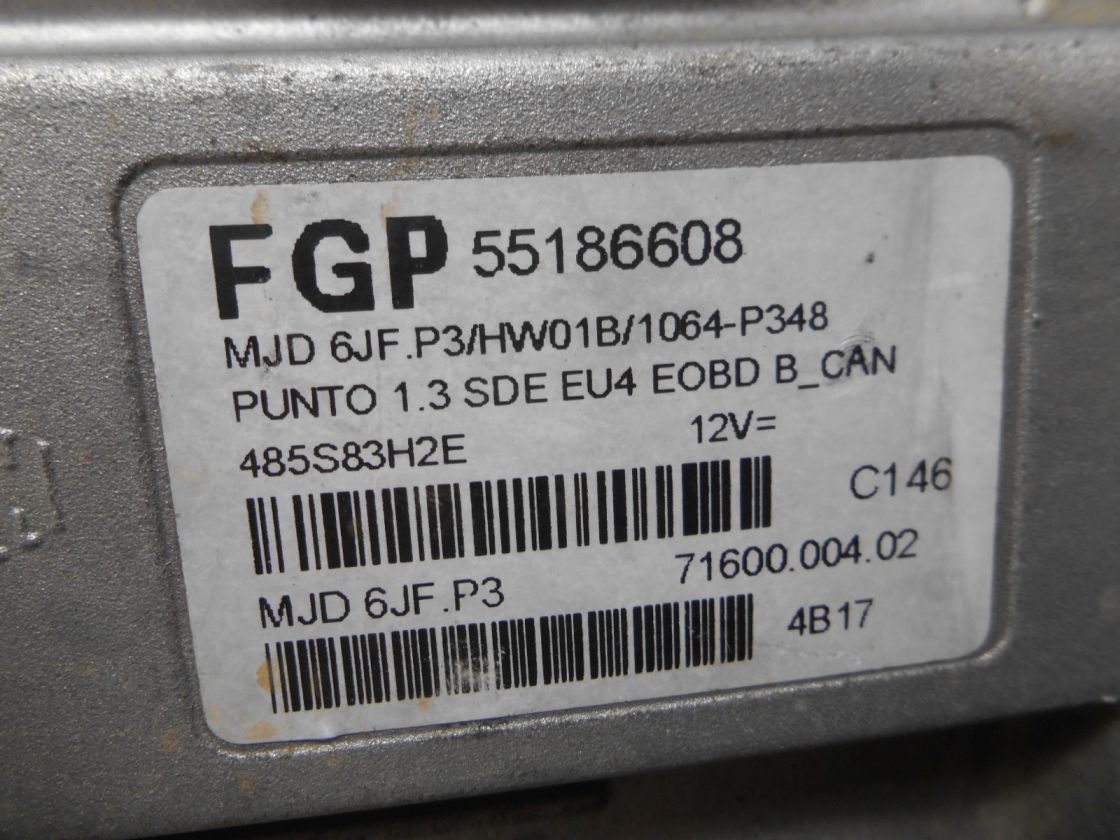 FGP 55186608
MJD 6JF.P3/HW01B/1064-P348
PUNTO 1.3 SDE EU4 EOBD B_CAN
485S83H2E 12V=
C146
MJD 6JF.P3 71600.004.02
4B17